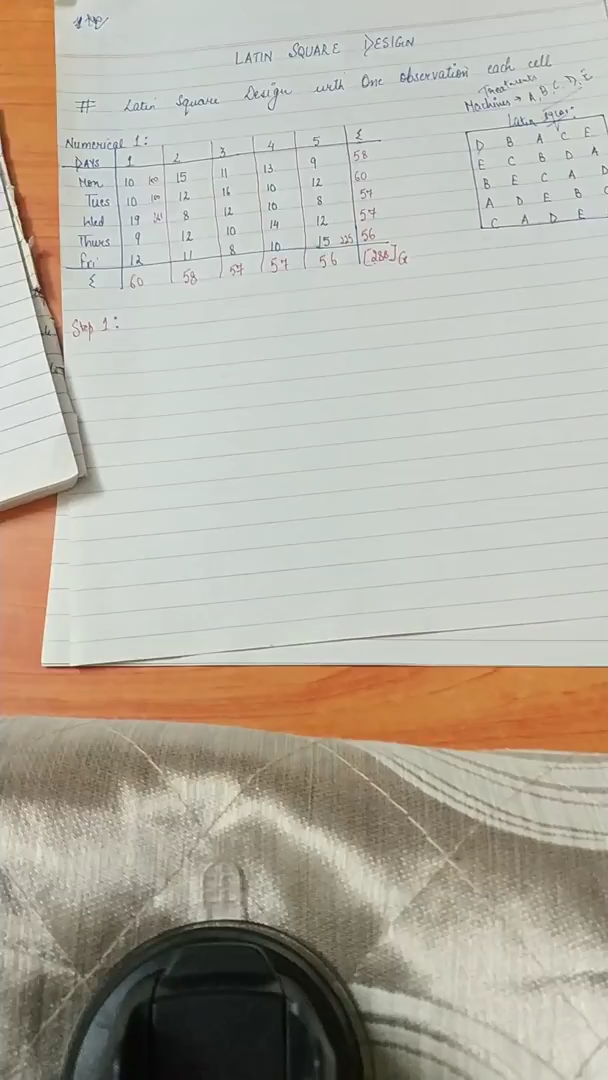 LATIN SQUARE DESIGN
# Latin Square Design with One observation each cell
Treatments
Machines → A, B, C, D, E
Numerical 1:
DAYS 1 2 3 4 5 Σ
Mon 10 15 11 13 9 58
Tues 10 12 16 10 12 60
Wed 19 8 12 10 8 57
Thurs 9 12 10 14 12 57
Fri 12 11 8 10 15 225 56
Σ 60 58 57 57 56 [288] G
Latin
D B A C E
E C B D A
B E C A D
A D E B C
C A D E
Step 1: